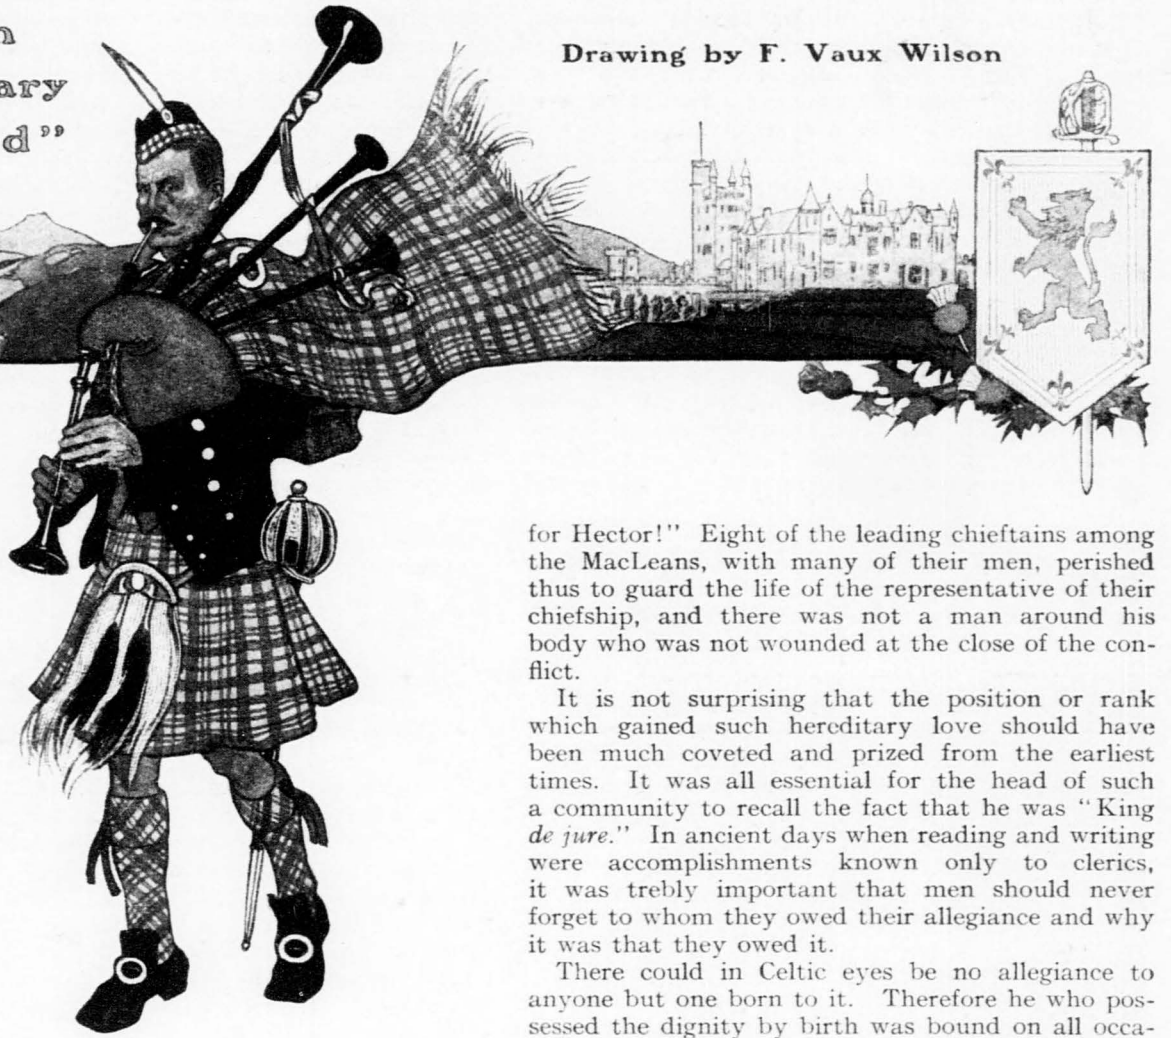 n
ary
d”
Drawing by F. Vaux Wilson
for Hector!” Eight of the leading chieftains among
the MacLeans, with many of their men, perished
thus to guard the life of the representative of their
chiefship, and there was not a man around his
body who was not wounded at the close of the con-
flict.
It is not surprising that the position or rank
which gained such hereditary love should have
been much coveted and prized from the earliest
times. It was all essential for the head of such
a community to recall the fact that he was “King
de jure.” In ancient days when reading and writing
were accomplishments known only to clerics,
it was trebly important that men should never
forget to whom they owed their allegiance and why
it was that they owed it.
There could in Celtic eyes be no allegiance to
anyone but one born to it. Therefore he who pos-
sessed the dignity by birth was bound on all occa-